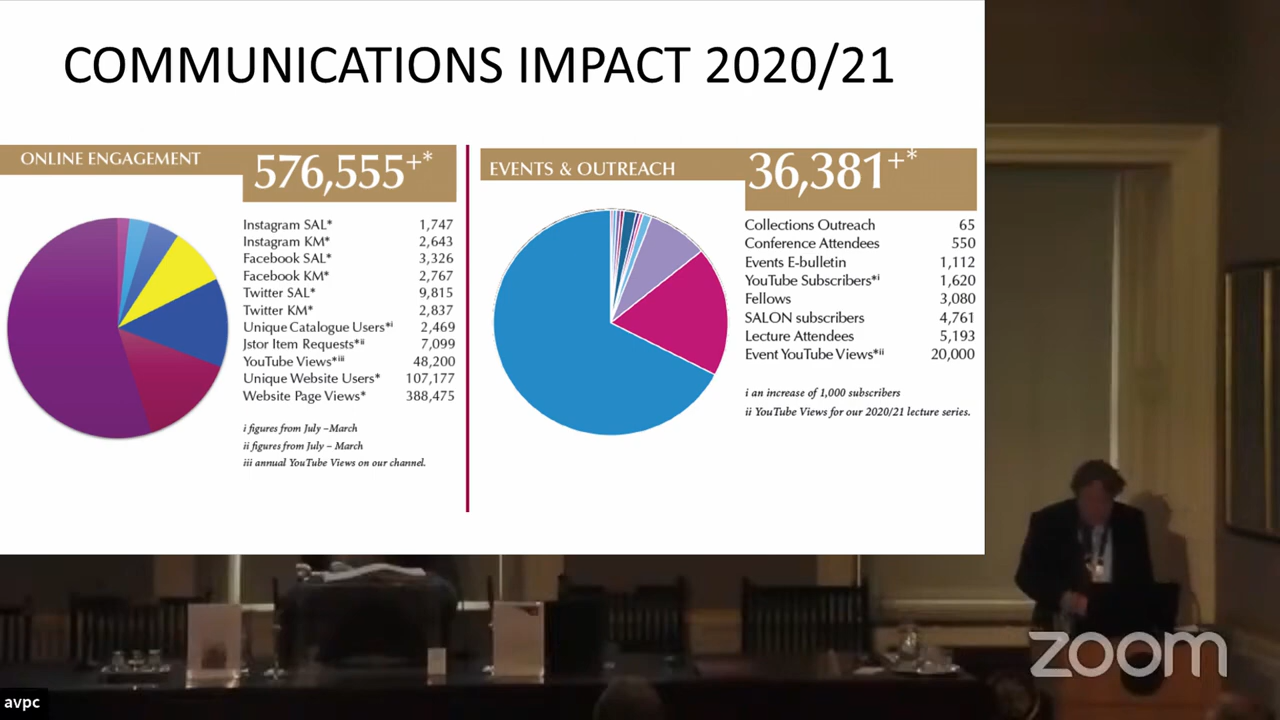 COMMUNICATIONS IMPACT 2020/21
ONLINE ENGAGEMENT
576,555+*
Instagram SAL* 1,747
Instagram KM* 2,643
Facebook SAL* 3,326
Facebook KM* 2,767
Twitter SAL* 9,815
Twitter KM* 2,837
Unique Catalogue Users*i 2,469
Jstor Item Requests*ii 7,099
YouTube Views*iii 48,200
Unique Website Users* 107,177
Website Page Views* 388,475
i figures from July –March
ii figures from July – March
iii annual YouTube Views on our channel.
EVENTS & OUTREACH
36,381+*
Collections Outreach 65
Conference Attendees 550
Events E-bulletin 1,112
YouTube Subscribers*i 1,620
Fellows 3,080
SALON subscribers 4,761
Lecture Attendees 5,193
Event YouTube Views*ii 20,000
i an increase of 1,000 subscribers
ii YouTube Views for our 2020/21 lecture series.
zoom
avpc